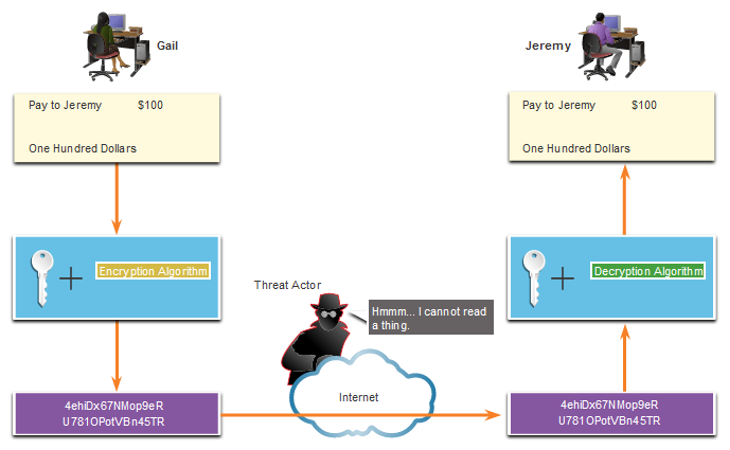 Gail
Jeremy
Pay to Jeremy $100
One Hundred Dollars
Pay to Jeremy $100
One Hundred Dollars
Encryption Algorithm
Decryption Algorithm
Threat Actor
Hmmm... I cannot read
a thing.
Internet
4ehiDx67NMop9eR
U781OPotVBn45TR
4ehiDx67NMop9eR
U781OPotVBn45TR